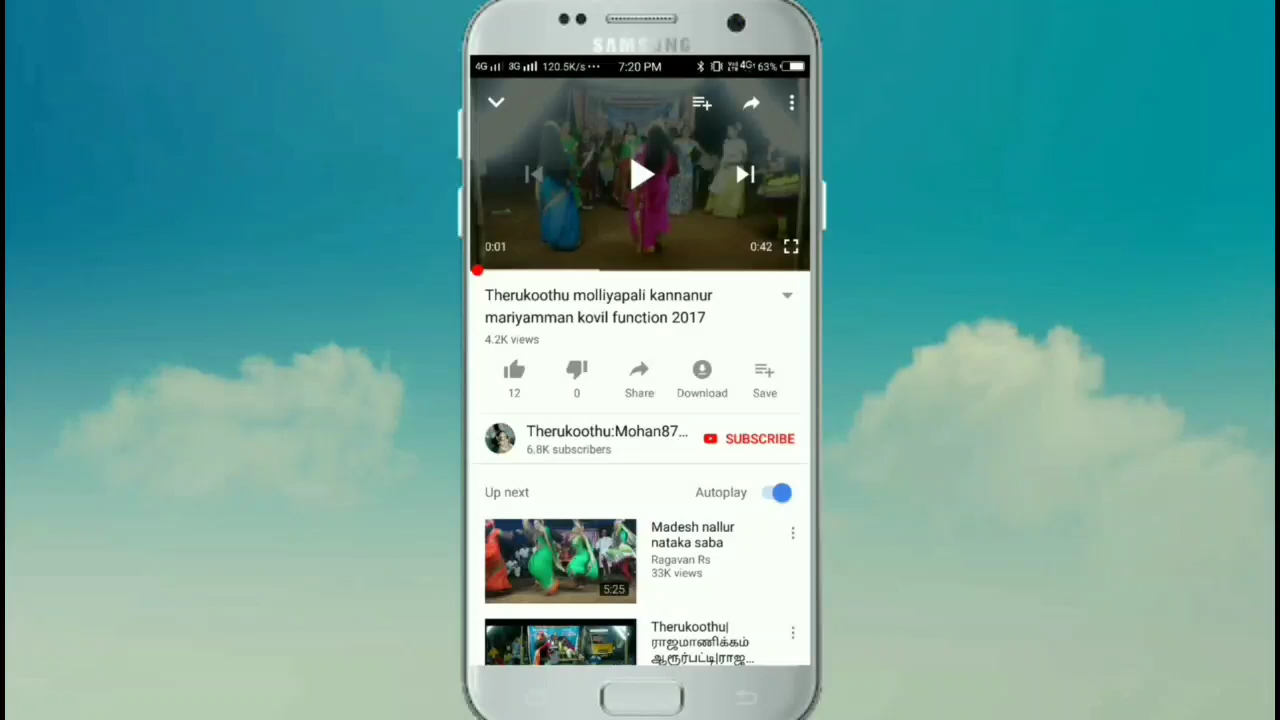 SAMSUNG
4G 3G 120.5K/s ··· 7:20 PM 4G 63%
0:01
0:42
Therukoothu molliyapali kannanur
mariyamman kovil function 2017
4.2K views
12
0
Share
Download
Save
Therukoothu:Mohan87...
6.8K subscribers
SUBSCRIBE
Up next
Autoplay
Madesh nallur
nataka saba
Ragavan Rs
33K views
5:25
Therukoothu|
ராஜமாணிக்கம்
ஆரூர்பட்டி|ராஜ...